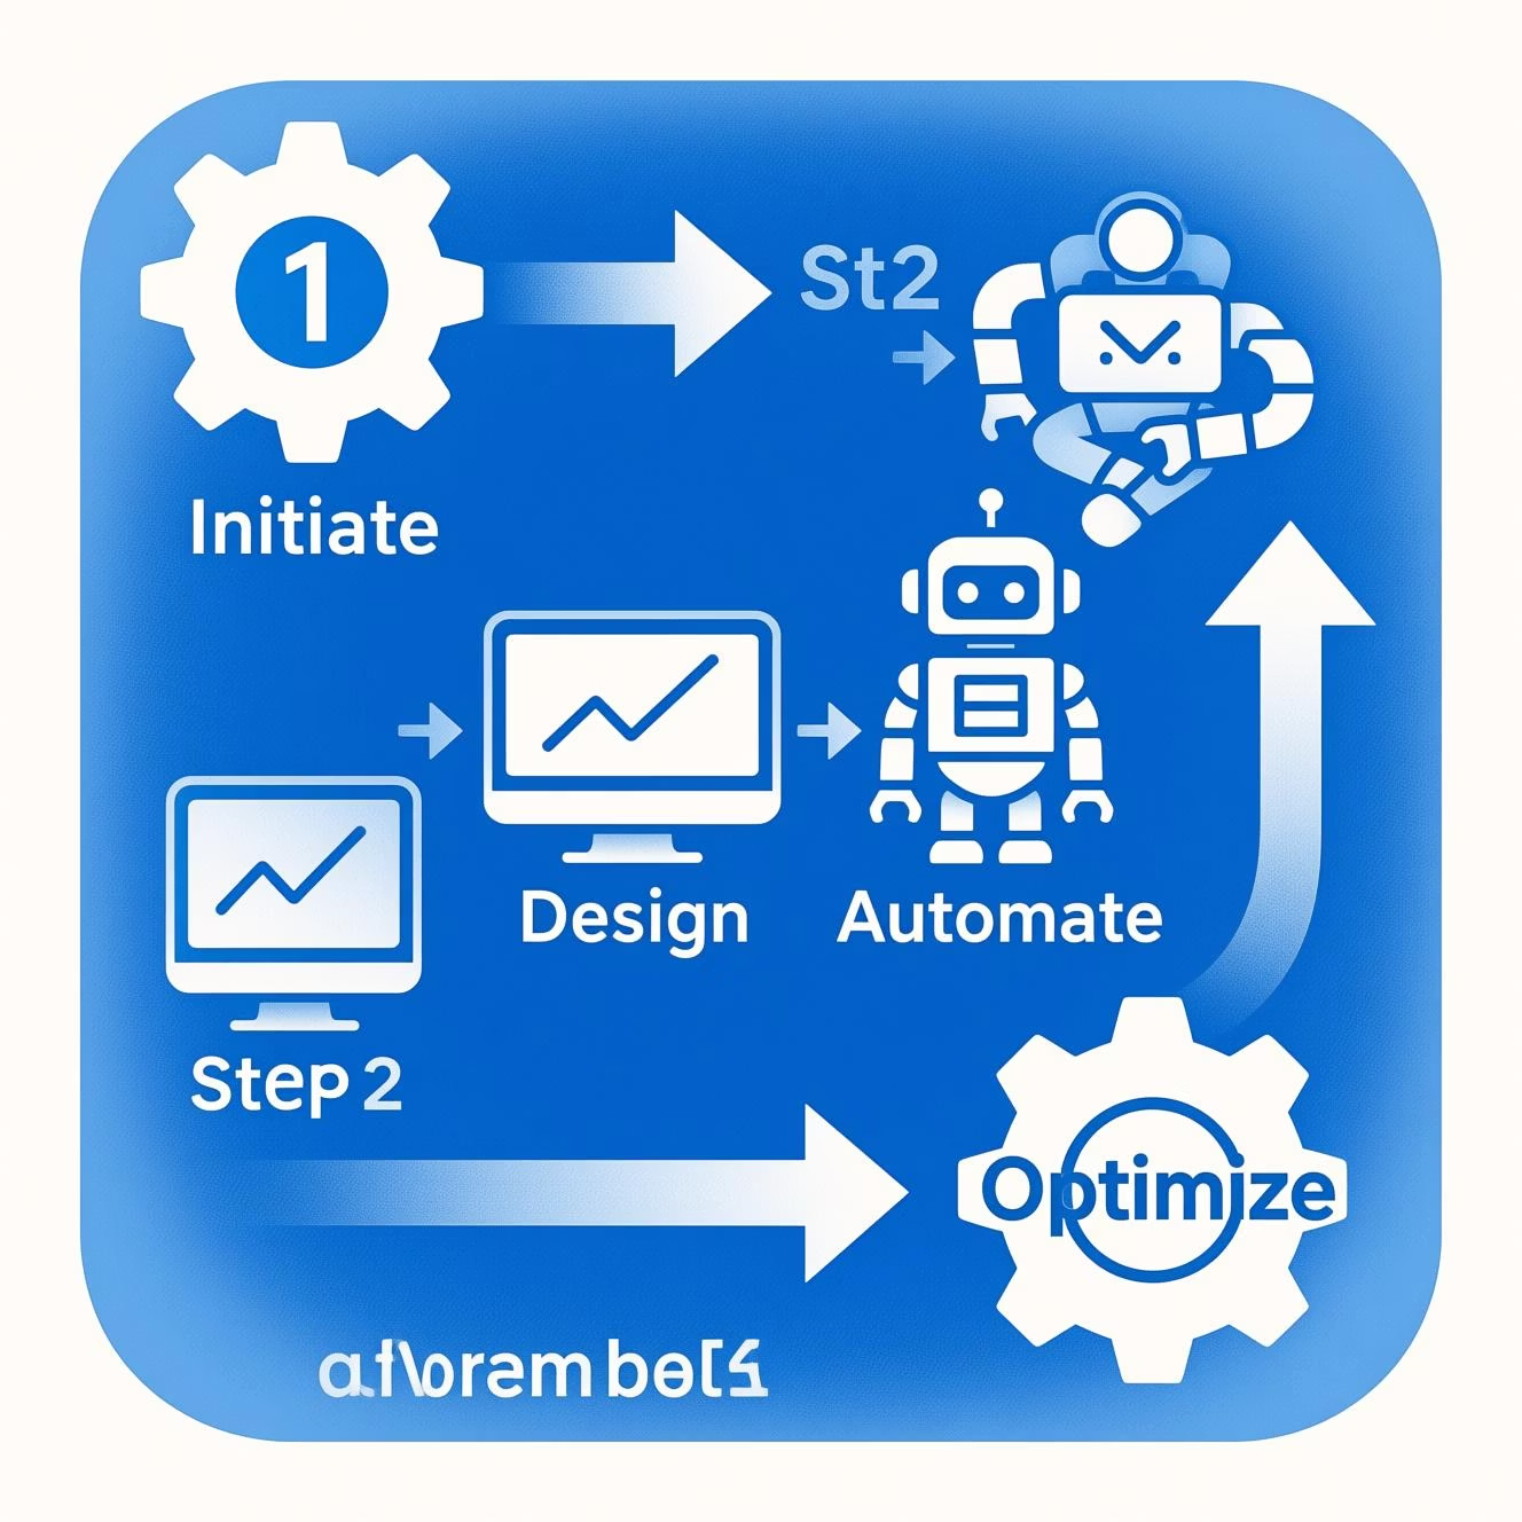 1
St2
Initiate
Design
Automate
Step 2
Optimize